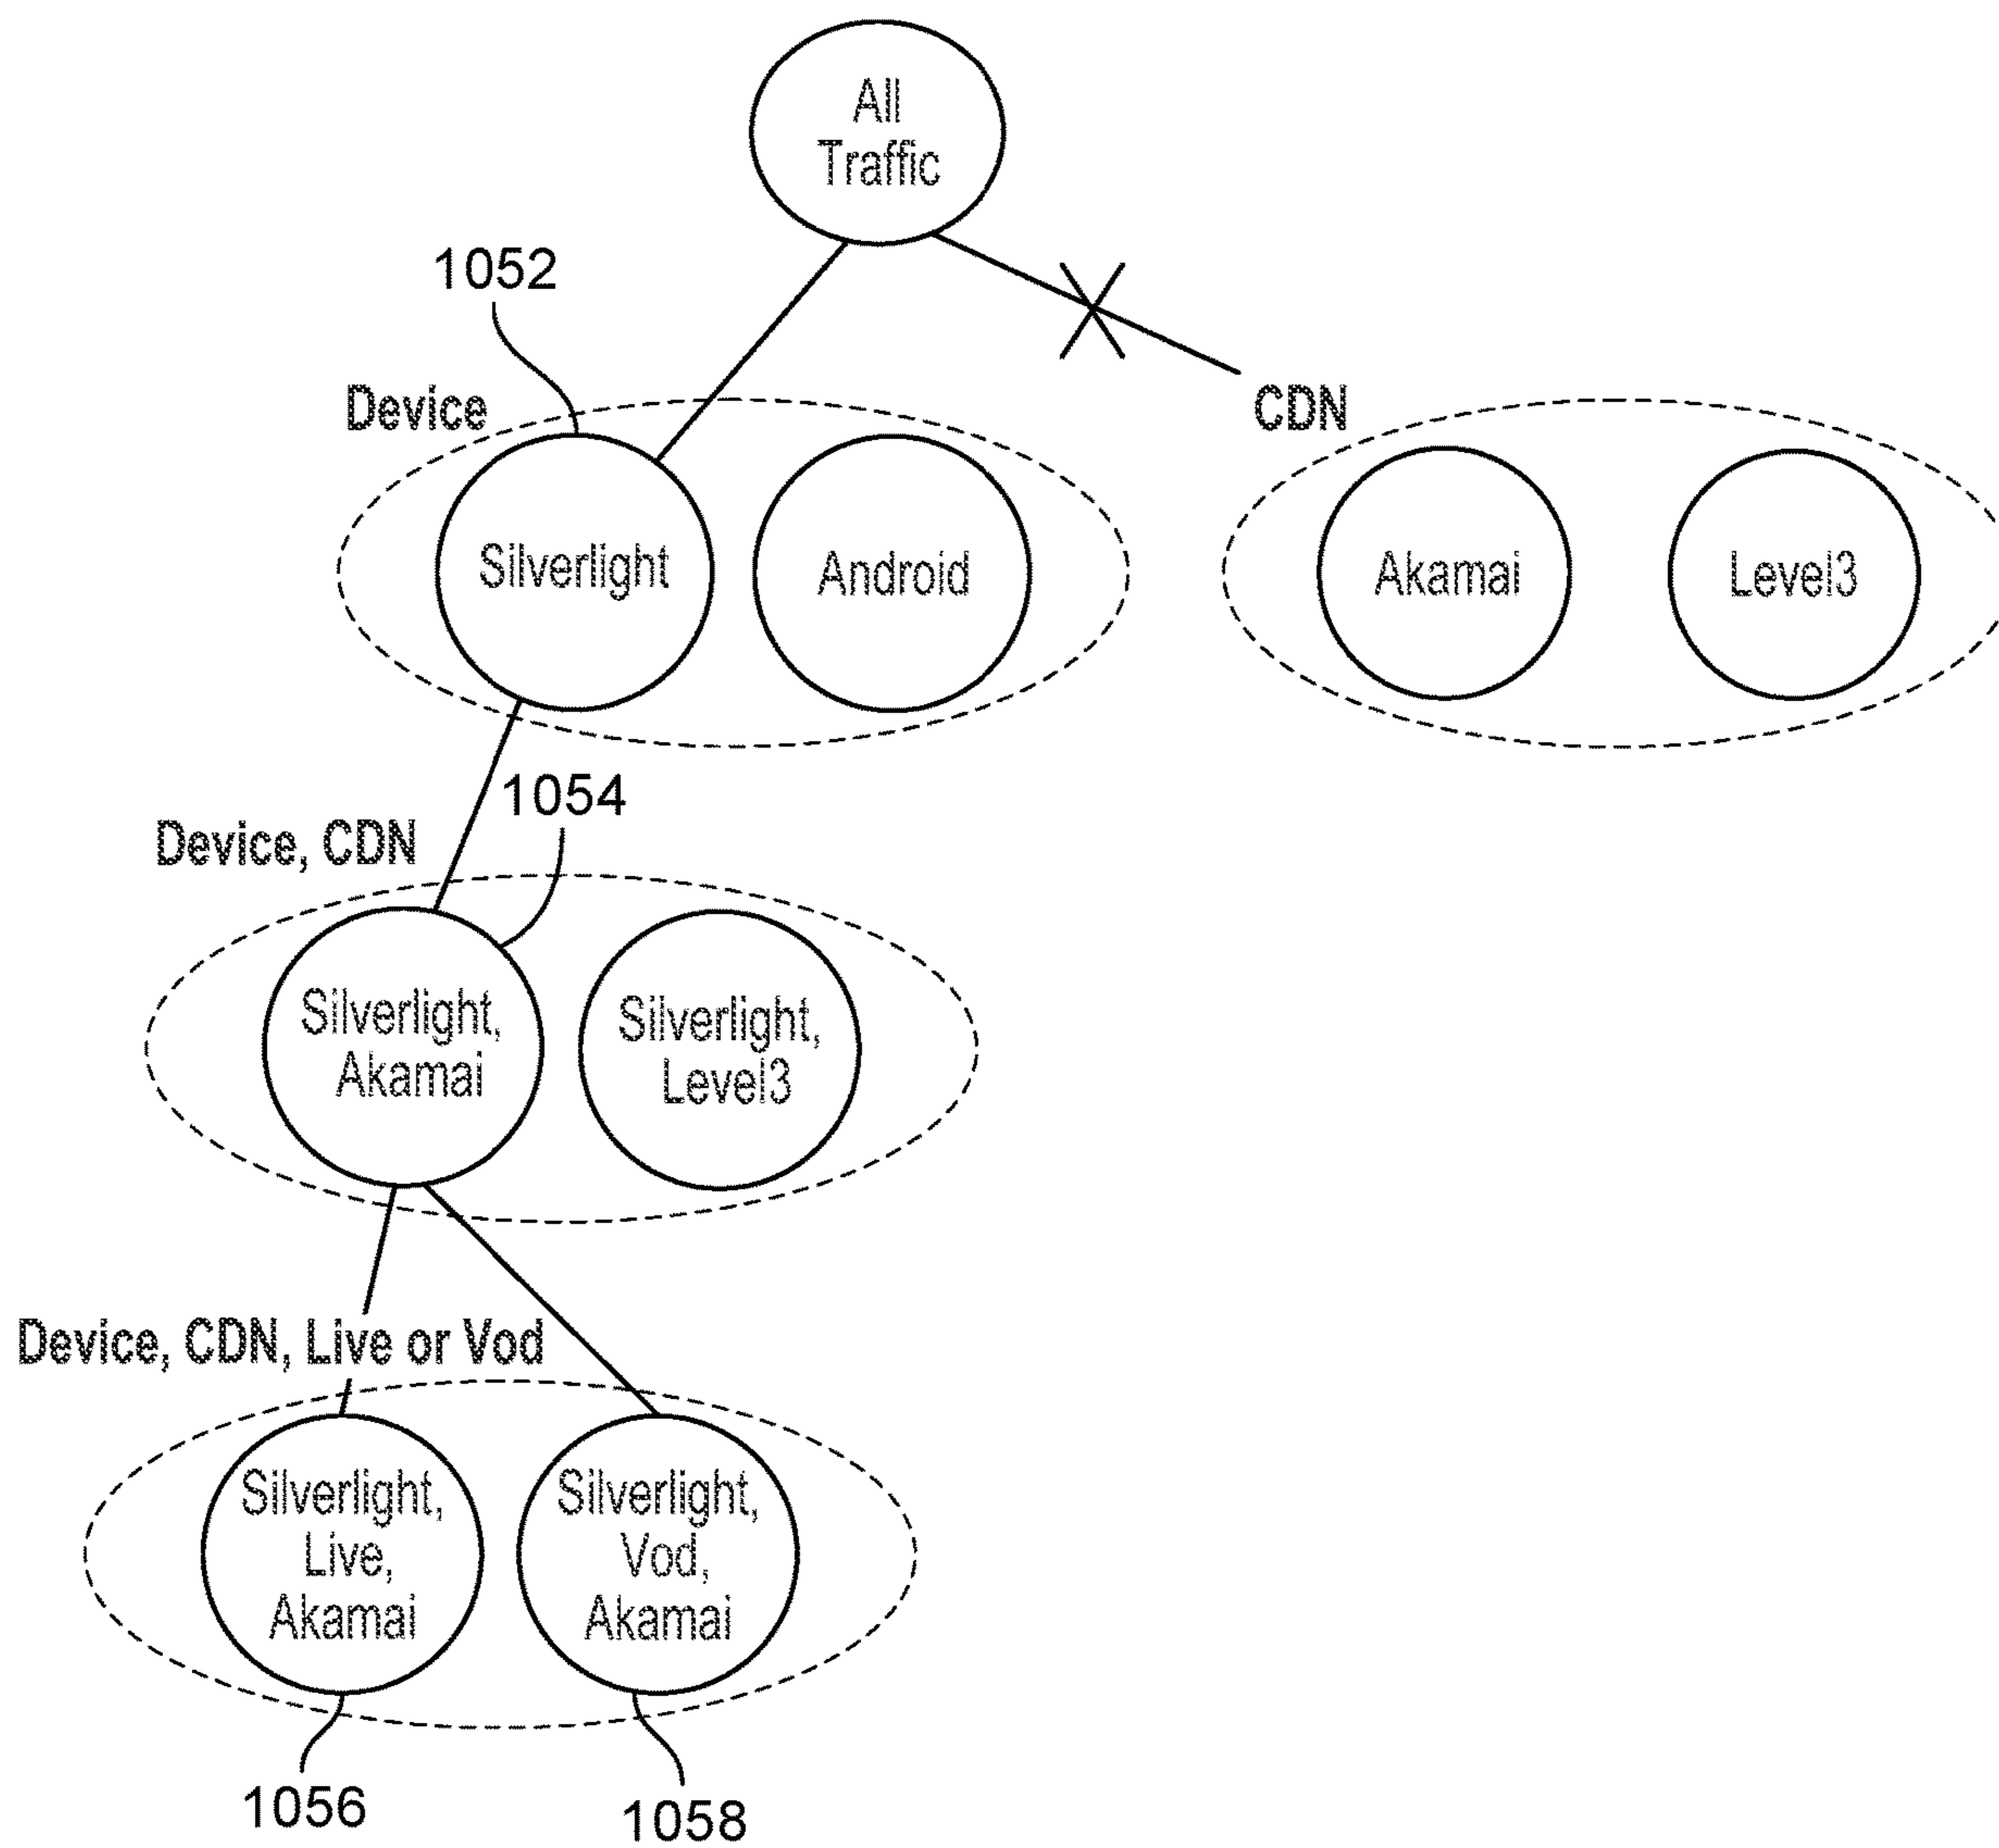 All
Traffic
1052
Device
CDN
Silverlight
Android
Akamai
Level3
1054
Device, CDN
Silverlight,
Akamai
Silverlight,
Level3
Device, CDN, Live or Vod
Silverlight,
Live,
Akamai
Silverlight,
Vod,
Akamai
1056
1058